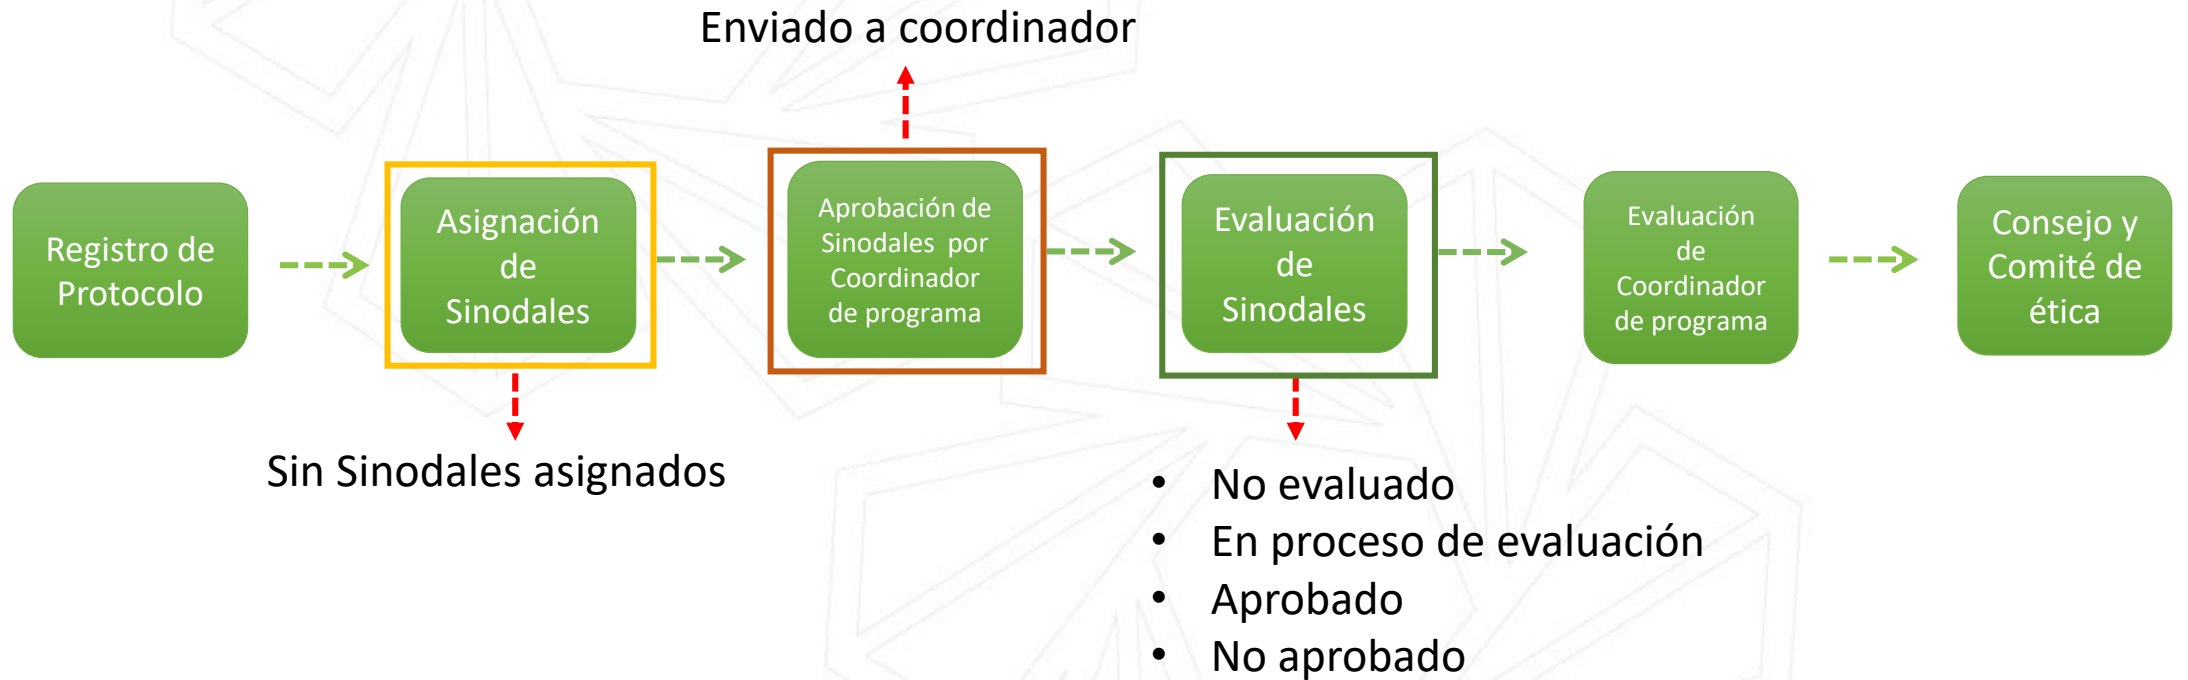 Enviado a coordinador
Registro de
Protocolo
Asignación
de
Sinodales
Aprobación de
Sinodales por
Coordinador
de programa
Evaluación
de
Sinodales
Evaluación
de
Coordinador
de programa
Consejo y
Comité de
ética
Sin Sinodales asignados
• No evaluado
• En proceso de evaluación
• Aprobado
• No aprobado